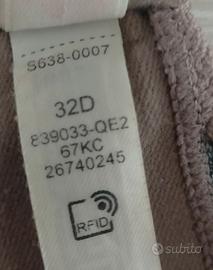 S638-0007
32D
839033-QE2
67KC
26740245
RFID
subito